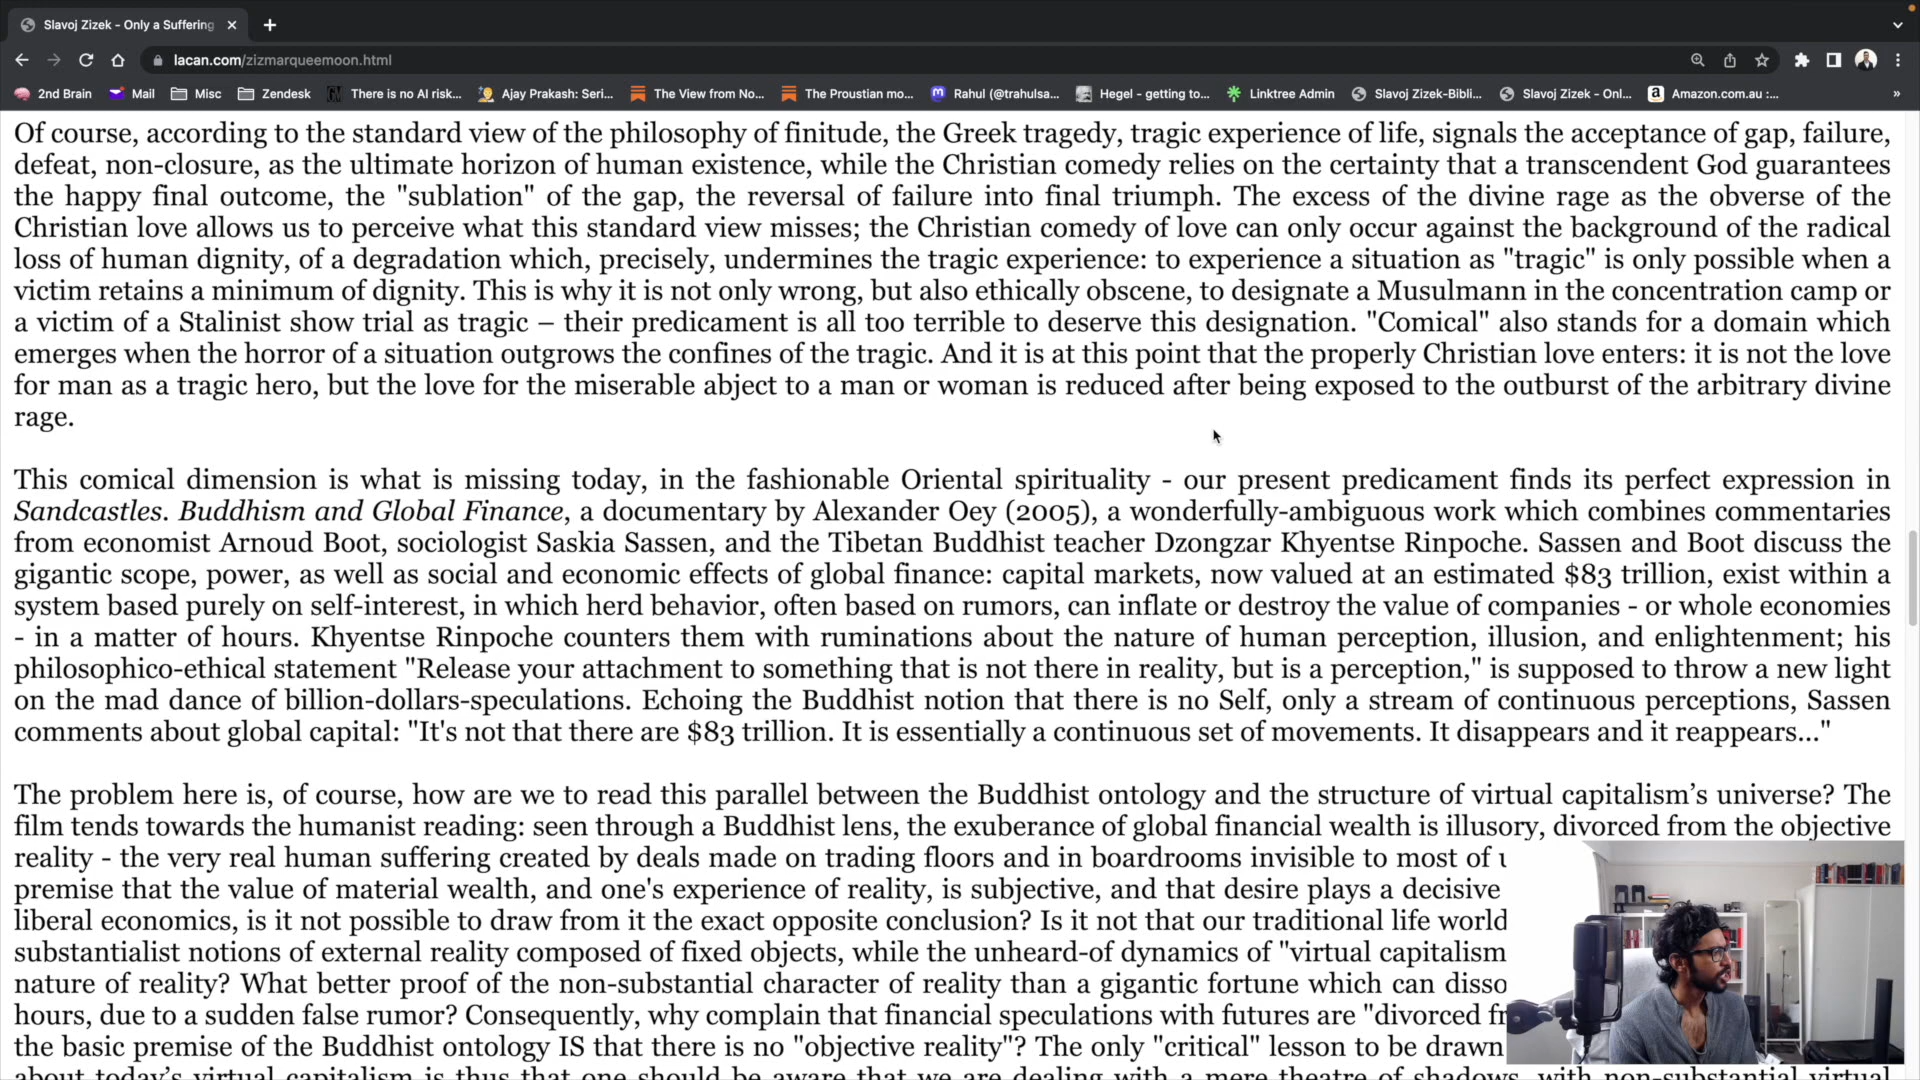 Slavoj Zizek - Only a Suffering
lacan.com/zizmarqueemoon.html
2nd Brain Mail Misc Zendesk There is no AI risk... Ajay Prakash: Seri... The View from No... The Proustian mo... Rahul (@trahulsa... Hegel - getting to... Linktree Admin Slavoj Zizek-Bibli... Slavoj Zizek - Onl... Amazon.com.au :... »
Of course, according to the standard view of the philosophy of finitude, the Greek tragedy, tragic experience of life, signals the acceptance of gap, failure,
defeat, non-closure, as the ultimate horizon of human existence, while the Christian comedy relies on the certainty that a transcendent God guarantees
the happy final outcome, the "sublation" of the gap, the reversal of failure into final triumph. The excess of the divine rage as the obverse of the
Christian love allows us to perceive what this standard view misses; the Christian comedy of love can only occur against the background of the radical
loss of human dignity, of a degradation which, precisely, undermines the tragic experience: to experience a situation as "tragic" is only possible when a
victim retains a minimum of dignity. This is why it is not only wrong, but also ethically obscene, to designate a Musulmann in the concentration camp or
a victim of a Stalinist show trial as tragic – their predicament is all too terrible to deserve this designation. "Comical" also stands for a domain which
emerges when the horror of a situation outgrows the confines of the tragic. And it is at this point that the properly Christian love enters: it is not the love
for man as a tragic hero, but the love for the miserable abject to a man or woman is reduced after being exposed to the outburst of the arbitrary divine
rage.
This comical dimension is what is missing today, in the fashionable Oriental spirituality - our present predicament finds its perfect expression in
Sandcastles. Buddhism and Global Finance, a documentary by Alexander Oey (2005), a wonderfully-ambiguous work which combines commentaries
from economist Arnoud Boot, sociologist Saskia Sassen, and the Tibetan Buddhist teacher Dzongzar Khyentse Rinpoche. Sassen and Boot discuss the
gigantic scope, power, as well as social and economic effects of global finance: capital markets, now valued at an estimated $83 trillion, exist within a
system based purely on self-interest, in which herd behavior, often based on rumors, can inflate or destroy the value of companies - or whole economies
- in a matter of hours. Khyentse Rinpoche counters them with ruminations about the nature of human perception, illusion, and enlightenment; his
philosophico-ethical statement "Release your attachment to something that is not there in reality, but is a perception," is supposed to throw a new light
on the mad dance of billion-dollars-speculations. Echoing the Buddhist notion that there is no Self, only a stream of continuous perceptions, Sassen
comments about global capital: "It's not that there are $83 trillion. It is essentially a continuous set of movements. It disappears and it reappears..."
The problem here is, of course, how are we to read this parallel between the Buddhist ontology and the structure of virtual capitalism’s universe? The
film tends towards the humanist reading: seen through a Buddhist lens, the exuberance of global financial wealth is illusory, divorced from the objective
reality - the very real human suffering created by deals made on trading floors and in boardrooms invisible to most of
premise that the value of material wealth, and one's experience of reality, is subjective, and that desire plays a decisive
liberal economics, is it not possible to draw from it the exact opposite conclusion? Is it not that our traditional life world
substantialist notions of external reality composed of fixed objects, while the unheard-of dynamics of "virtual capitalism
nature of reality? What better proof of the non-substantial character of reality than a gigantic fortune which can disso
hours, due to a sudden false rumor? Consequently, why complain that financial speculations with futures are "divorced fr
the basic premise of the Buddhist ontology IS that there is no "objective reality"? The only "critical" lesson to be drawn
about today’s virtual capitalism is thus that one should be aware that we are dealing with a mere theatre of shadows, with non-substantial virtual